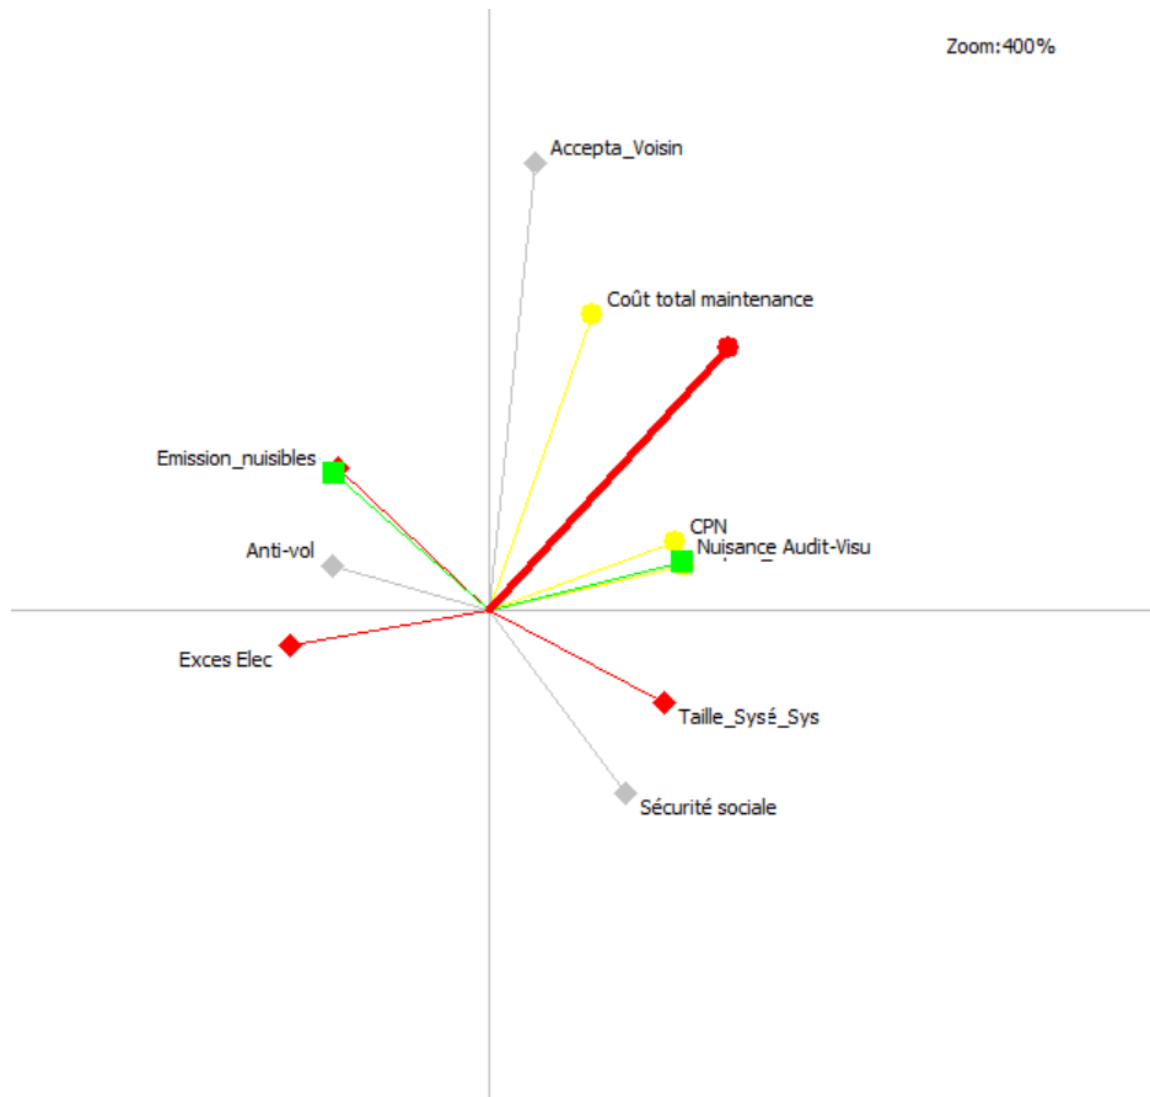 Zoom:400%
Accepta_Voisin
Coût total maintenance
Emission_nuisibles
CPN
Nuisance Audit-Visu
Anti-vol
Exces Elec
Taille_Sysé_Sys
Sécurité sociale